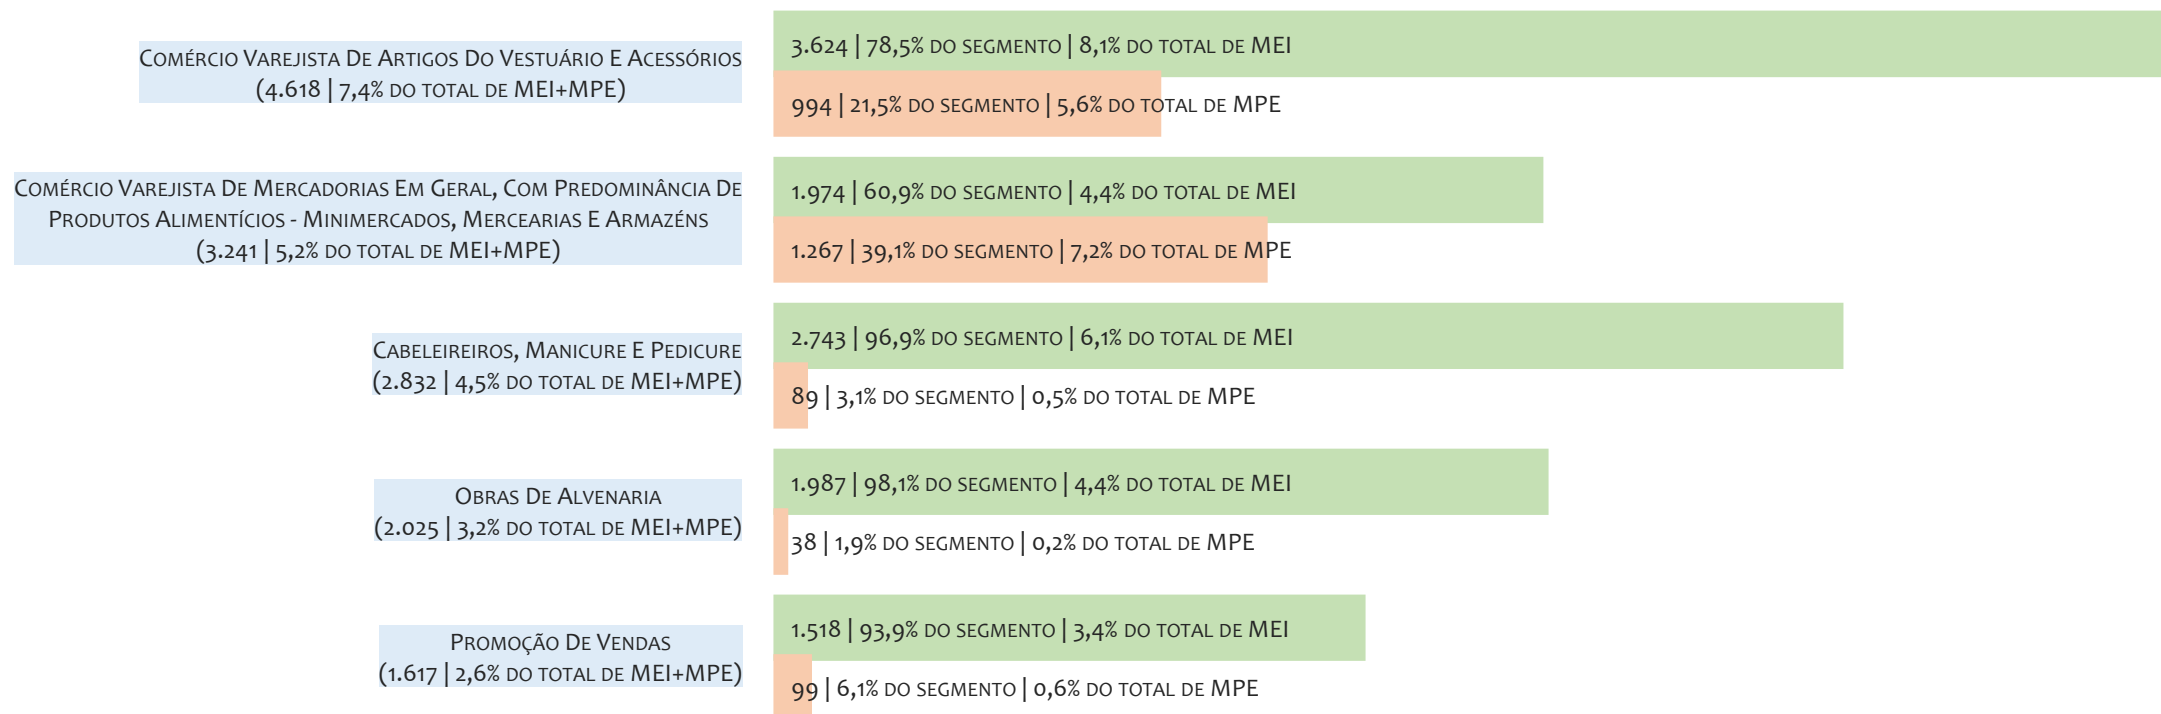 Comércio Varejista De Artigos Do Vestuário E Acessórios
(4.618 | 7,4% do total de MEI+MPE)
3.624 | 78,5% do segmento | 8,1% do total de MEI
994 | 21,5% do segmento | 5,6% do total de MPE
Comércio Varejista De Mercadorias Em Geral, Com Predominância De
Produtos Alimentícios - Minimercados, Mercearias E Armazéns
(3.241 | 5,2% do total de MEI+MPE)
1.974 | 60,9% do segmento | 4,4% do total de MEI
1.267 | 39,1% do segmento | 7,2% do total de MPE
Cabeleireiros, Manicure E Pedicure
(2.832 | 4,5% do total de MEI+MPE)
2.743 | 96,9% do segmento | 6,1% do total de MEI
89 | 3,1% do segmento | 0,5% do total de MPE
Obras De Alvenaria
(2.025 | 3,2% do total de MEI+MPE)
1.987 | 98,1% do segmento | 4,4% do total de MEI
38 | 1,9% do segmento | 0,2% do total de MPE
Promoção De Vendas
(1.617 | 2,6% do total de MEI+MPE)
1.518 | 93,9% do segmento | 3,4% do total de MEI
99 | 6,1% do segmento | 0,6% do total de MPE